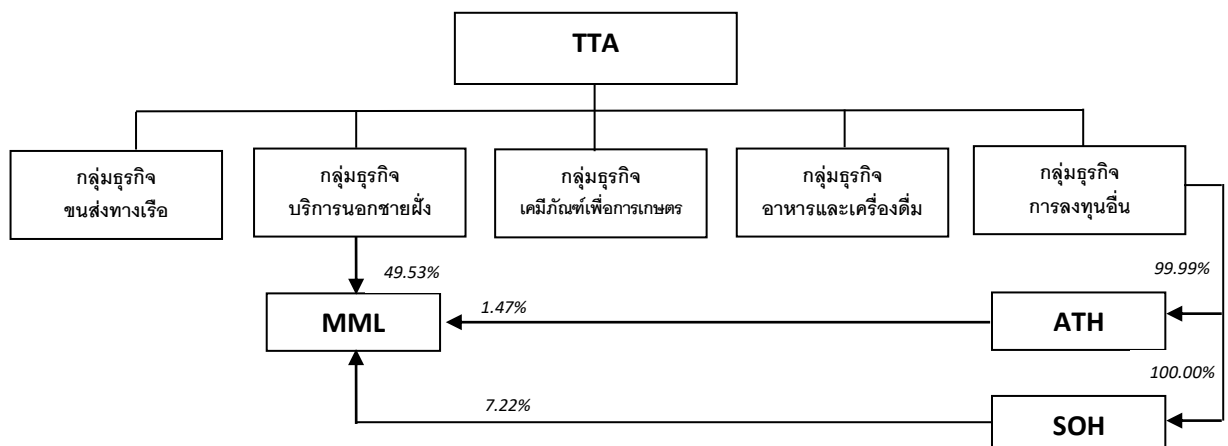 TTA
กลุ่มธุรกิจ
ขนส่งทางเรือ
กลุ่มธุรกิจ
บริการนอกชายฝั่ง
กลุ่มธุรกิจ
เคมีภัณฑ์เพื่อการเกษตร
กลุ่มธุรกิจ
อาหารและเครื่องดื่ม
กลุ่มธุรกิจ
การลงทุนอื่น
49.53%
99.99%
MML
1.47%
ATH
100.00%
7.22%
SOH